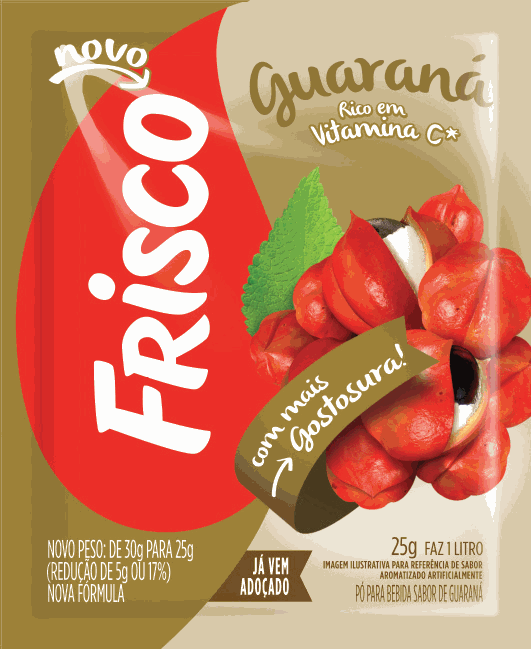 novo
FRISCO
Guaraná
Rico em
Vitamina C*
com mais
Gostosura!
NOVO PESO: DE 30g PARA 25g
(REDUÇÃO DE 5g OU 17%)
NOVA FÓRMULA
JÁ VEM
ADOÇADO
25g FAZ 1 LITRO
IMAGEM ILUSTRATIVA PARA REFERÊNCIA DE SABOR
AROMATIZADO ARTIFICIALMENTE
PÓ PARA BEBIDA SABOR DE GUARANÁ